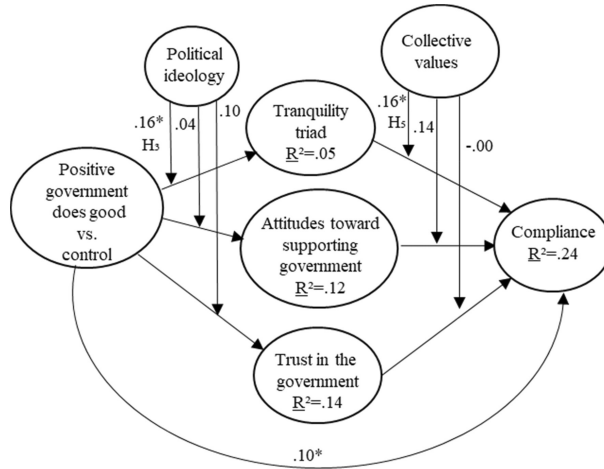 Political
ideology
Collective
values
.16*
H₃
.04
.10
Tranquility
triad
R²=.05
.16*
H₅
.14
-.00
Positive
government
does good
vs.
control
Attitudes toward
supporting
government
R²=.12
Compliance
R²=.24
Trust in the
government
R²=.14
.10*